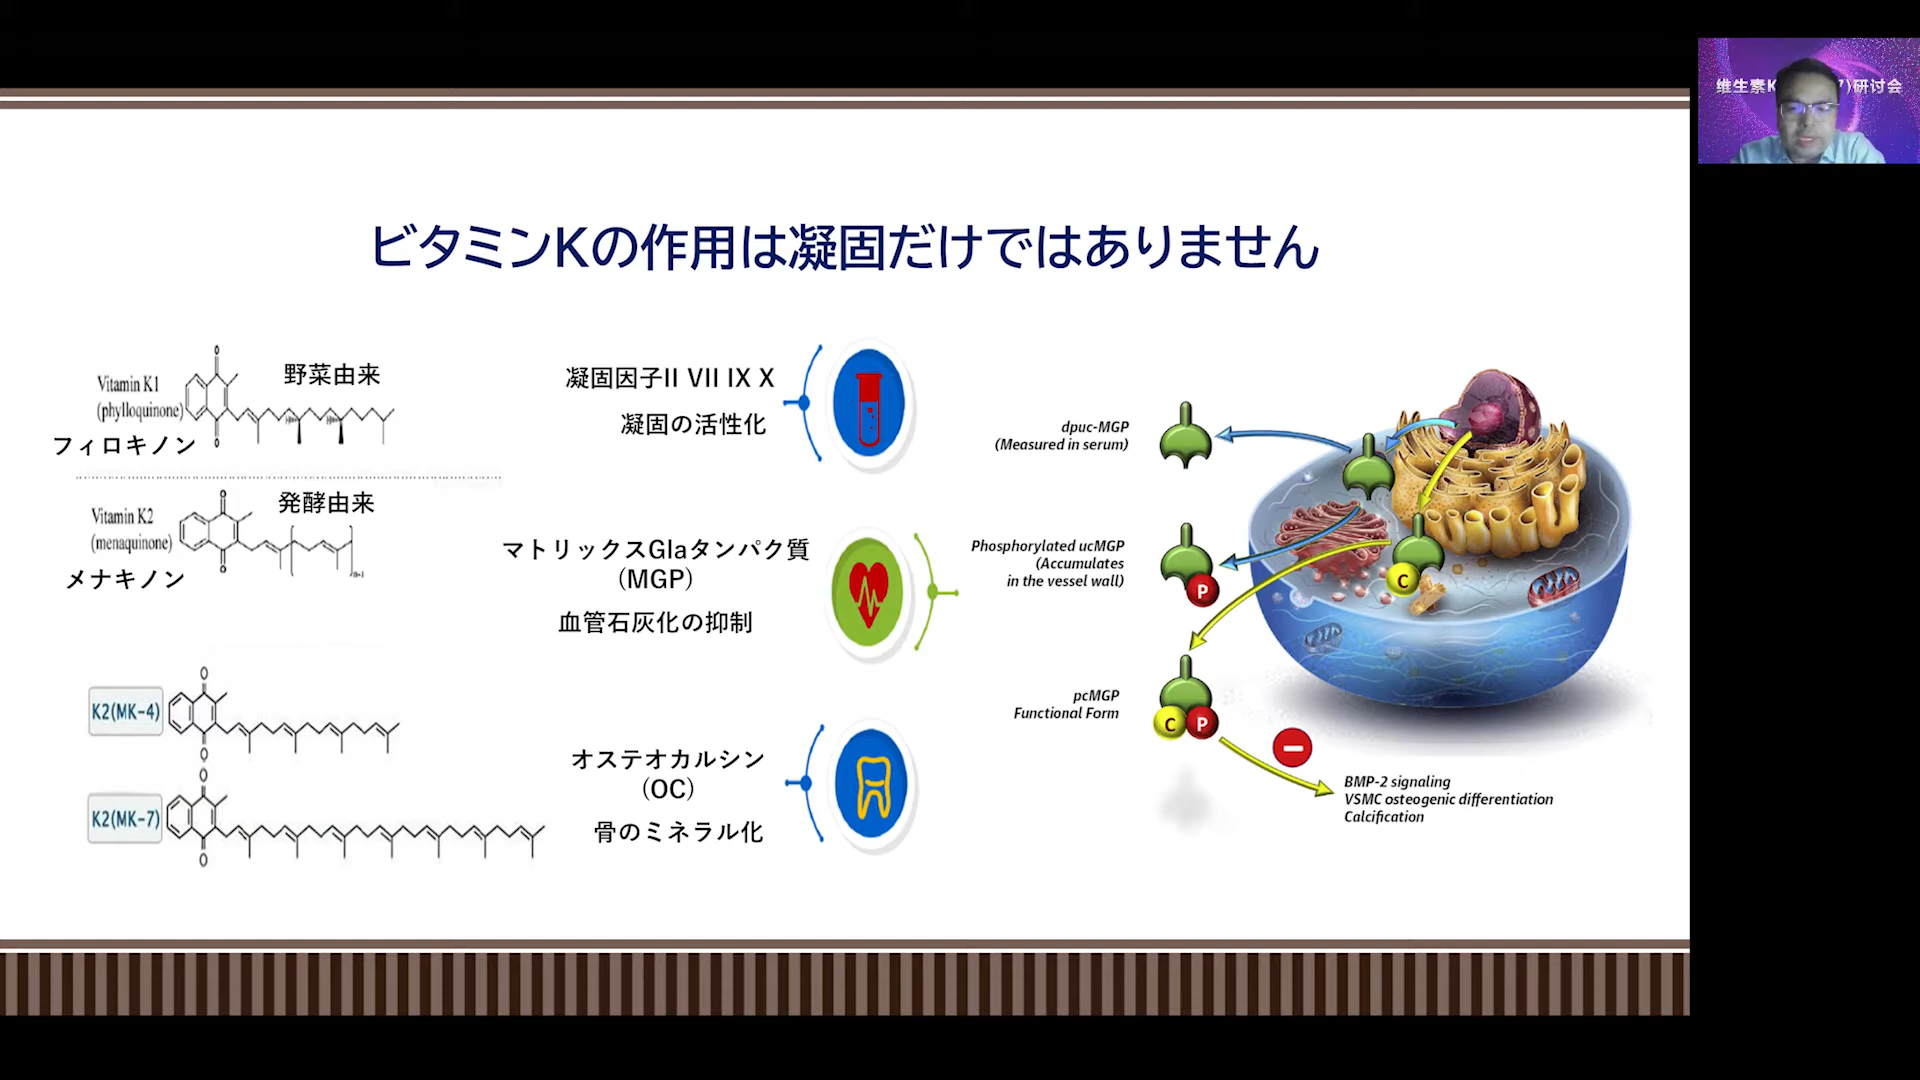 ビタミンKの作用は凝固だけではありません
Vitamin K1
(phylloquinone)
野菜由来
フィロキノン
Vitamin K2
(menaquinone)
発酵由来
メナキノン
K2(MK-4)
K2(MK-7)
凝固因子II VII IX X
凝固の活性化
マトリックスGlaタンパク質
(MGP)
血管石灰化の抑制
オステオカルシン
(OC)
骨のミネラル化
dpuc-MGP
(Measured in serum)
Phosphorylated ucMGP
(Accumulates
in the vessel wall)
P
C
pcMGP
Functional Form
C P
BMP-2 signaling
VSMC osteogenic differentiation
Calcification
维生素K 7)研讨会